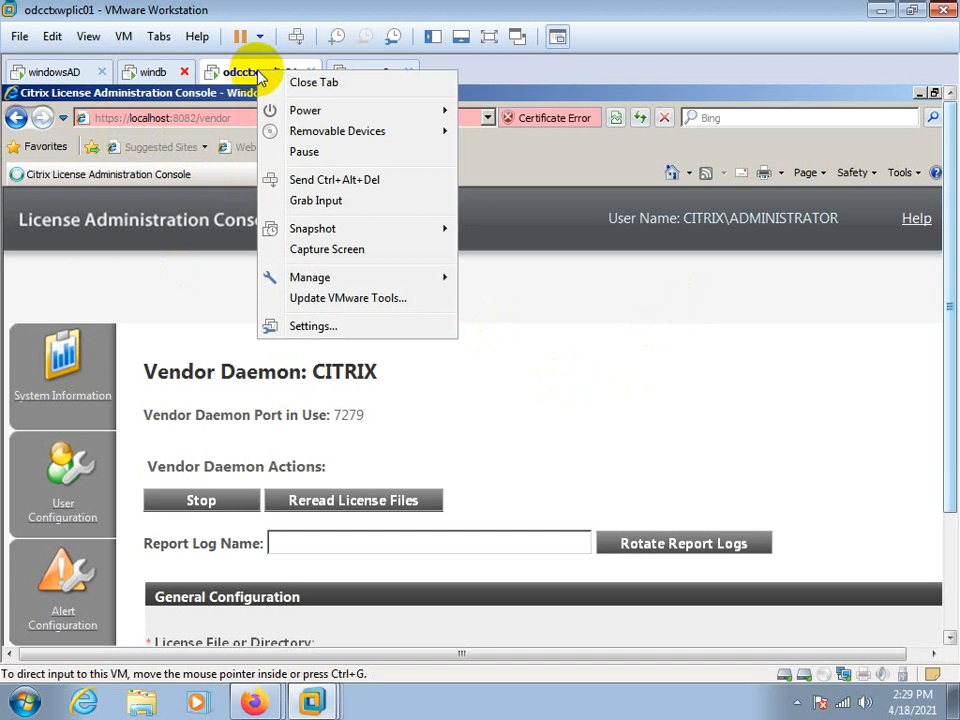 odcctxwplic01 - VMware Workstation
File Edit View VM Tabs Help
windowsAD windb
Close Tab
Citrix License Administration Console -
Power
https://localhost:8082/vendor Certificate Error Bing
Removable Devices
Favorites Suggested Sites
Pause
Citrix License Administration Console Page Safety Tools
Send Ctrl+Alt+Del
Grab Input
License Administration User Name: CITRIX\ADMINISTRATOR Help
Snapshot
Capture Screen
Manage
Update VMware Tools...
Settings...
System Information
User
Configuration
Alert
Configuration
Vendor Daemon: CITRIX
Vendor Daemon Port in Use: 7279
Vendor Daemon Actions:
Stop Reread License Files
Report Log Name: Rotate Report Logs
General Configuration
* License File or Directory:
To direct input to this VM, move the mouse pointer inside or press Ctrl+G.
2:29 PM
4/18/2021